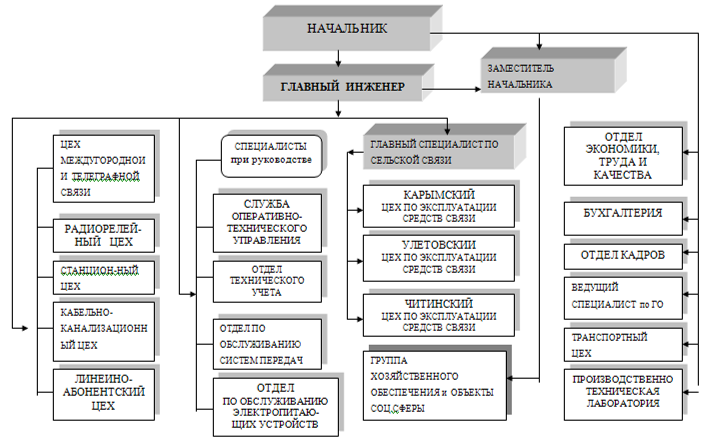 НАЧАЛЬНИК
ГЛАВНЫЙ ИНЖЕНЕР
ЗАМЕСТИТЕЛЬ
НАЧАЛЬНИКА
ЦЕХ
МЕЖДУГОРОДНОИ
И ТЕЛЕГРАФНОЙ
СВЯЗИ
РАДИОРЕЛЕЙ-
НЫЙ ЦЕХ
СТАНЦИОН-НЫЙ
ЦЕХ
КАБЕЛЬНО-
КАНАЛИЗАЦИОНН
ЫЙ ЦЕХ
ЛИНЕИНО-
АБОНЕНТСКИЙ
ЦЕХ
СПЕЦИАЛИСТЫ
при руководстве
СЛУЖБА
ОПЕРАТИВНО-
ТЕХНИЧЕСКОГО
УПРАВЛЕНИЯ
ОТДЕЛ
ТЕХНИЧЕСКОГО
УЧЕТА
ОТДЕЛ ПО
ОБСЛУЖИВАНИЮ
СИСТЕМ ПЕРЕДАЧ
ОТДЕЛ
ПО ОБСЛУЖИВАНИЮ
ЭЛЕКТРОПИТАЮ-
ЩИХ УСТРОЙСТВ
ГЛАВНЫЙ СПЕЦИАЛИСТ ПО
СЕЛЬСКОЙ СВЯЗИ
КАРЫМСКИЙ
ЦЕХ ПО ЭКСПЛУАТАЦИИ
СРЕДСТВ СВЯЗИ
УЛЕТОВСКИЙ
ЦЕХ ПО ЭКСПЛУАТАЦИИ
СРЕДСТВ СВЯЗИ
ЧИТИНСКИЙ
ЦЕХ ПО ЭКСПЛУАТАЦИИ
СРЕДСТВ СВЯЗИ
ГРУППА
ХОЗЯЙСТВЕННОГО
ОБЕСПЕЧЕНИЯ и ОБЪЕКТЫ
СОЦ,СФЕРЫ
ОТДЕЛ
ЭКОНОМИКИ,
ТРУДА И
КАЧЕСТВА
БУХГАЛТЕРИЯ
ОТДЕЛ КАДРОВ
ВЕДУЩИЙ
СПЕЦИАЛИСТ по ГО
ТРАНСПОРТНЫЙ
ЦЕХ
ПРОИЗВОДСТВЕННО
ТЕХНИЧЕСКАЯ
ЛАБОРАТОРИЯ